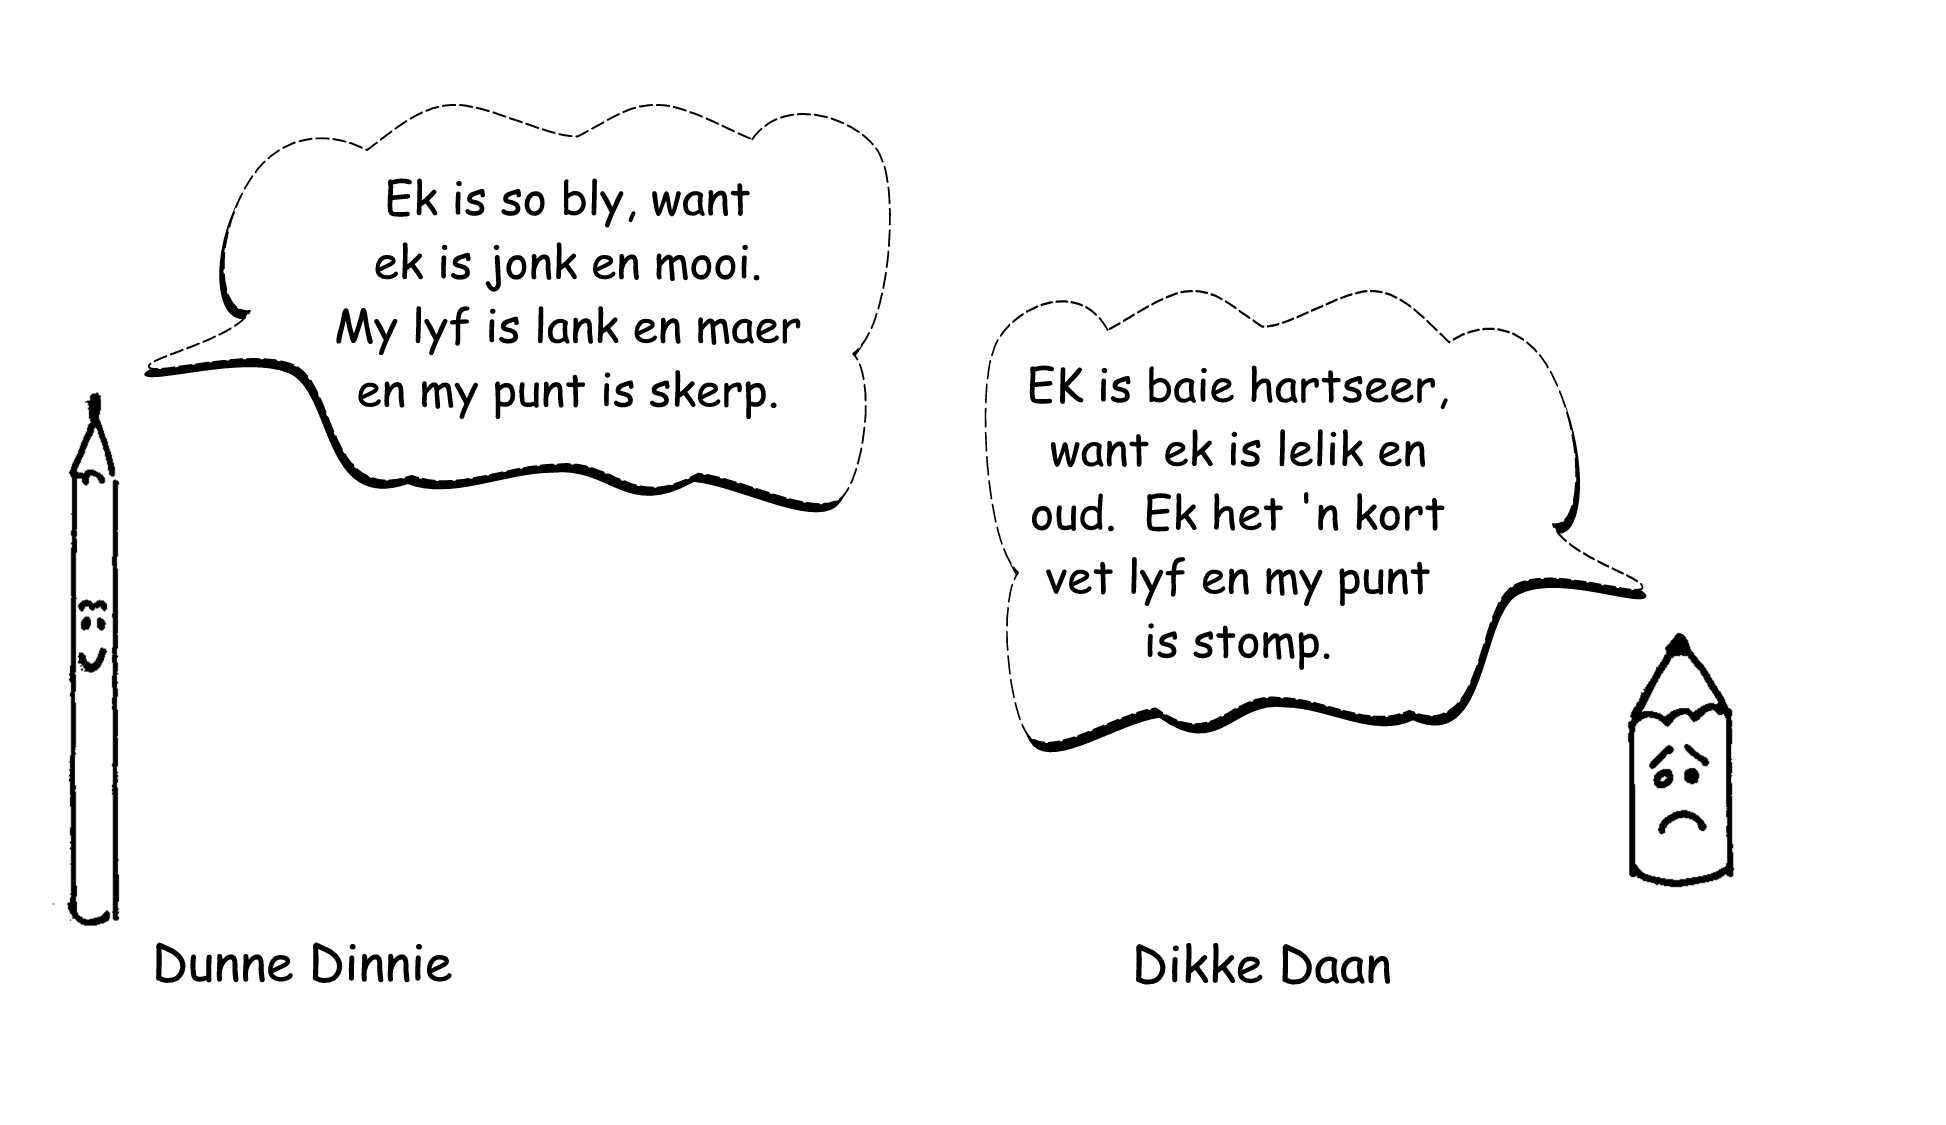 Ek is so bly, want
ek is jonk en mooi.
My lyf is lank en maer
en my punt is skerp.
EK is baie hartseer,
want ek is lelik en
oud.  Ek het 'n kort
vet lyf en my punt
is stomp.
Dunne Dinnie
Dikke Daan